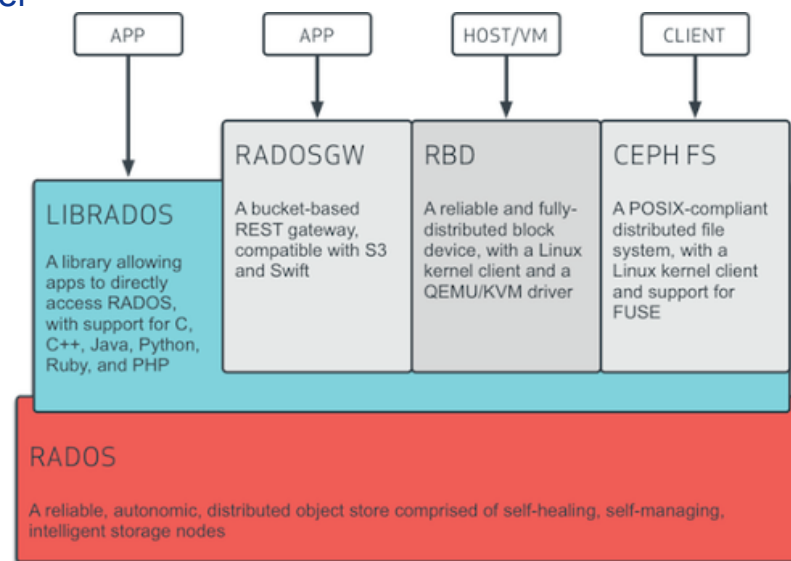 APP
APP
HOST/VM
CLIENT
RADOSGW
A bucket-based
REST gateway,
compatible with S3
and Swift
RBD
A reliable and fully-
distributed block
device, with a Linux
kernel client and a
QEMU/KVM driver
CEPH FS
A POSIX-compliant
distributed file
system, with a
Linux kernel client
and support for
FUSE
LIBRADOS
A library allowing
apps to directly
access RADOS,
with support for C,
C++, Java, Python,
Ruby, and PHP
RADOS
A reliable, autonomic, distributed object store comprised of self-healing, self-managing,
intelligent storage nodes